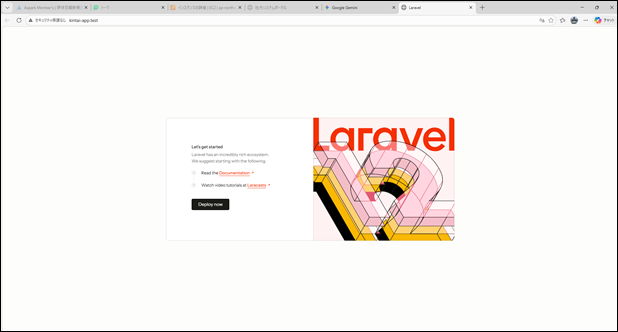 Google Gemini
Laravel
kintai-app.test
Let's get started
Laravel has an incredibly rich ecosystem.
We suggest starting with the following.
Read the Documentation
Watch video tutorials at Laracasts
Deploy now
Laravel